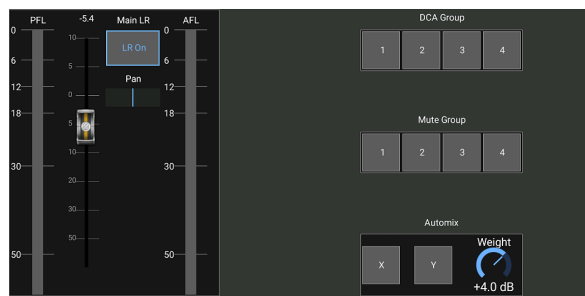 PFL
-5.4
Main LR
AFL
0
10
0
LR On
6
5
6
Pan
12
0
12
18
5
18
10
30
20
30
30
50
50
50
DCA Group
1 2 3 4
Mute Group
1 2 3 4
Automix
X Y
Weight
+4.0 dB